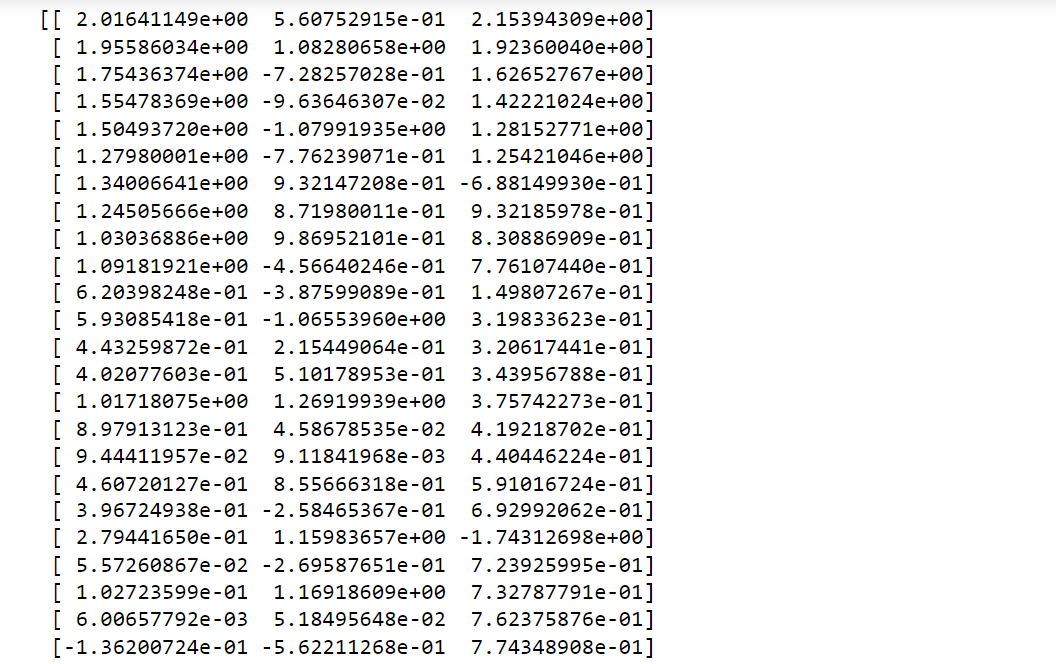 [[ 2.01641149e+00  5.60752915e-01  2.15394309e+00]
 [ 1.95586034e+00  1.08280658e+00  1.92360040e+00]
 [ 1.75436374e+00 -7.28257028e-01  1.62652767e+00]
 [ 1.55478369e+00 -9.63646307e-02  1.42221024e+00]
 [ 1.50493720e+00 -1.07991935e+00  1.28152771e+00]
 [ 1.27980001e+00 -7.76239071e-01  1.25421046e+00]
 [ 1.34006641e+00  9.32147208e-01 -6.88149930e-01]
 [ 1.24505666e+00  8.71980011e-01  9.32185978e-01]
 [ 1.03036886e+00  9.86952101e-01  8.30886909e-01]
 [ 1.09181921e+00 -4.56640246e-01  7.76107440e-01]
 [ 6.20398248e-01 -3.87599089e-01  1.49807267e-01]
 [ 5.93085418e-01 -1.06553960e+00  3.19833623e-01]
 [ 4.43259872e-01  2.15449064e-01  3.20617441e-01]
 [ 4.02077603e-01  5.10178953e-01  3.43956788e-01]
 [ 1.01718075e+00  1.26919939e+00  3.75742273e-01]
 [ 8.97913123e-01  4.58678535e-02  4.19218702e-01]
 [ 9.44411957e-02  9.11841968e-03  4.40446224e-01]
 [ 4.60720127e-01  8.55666318e-01  5.91016724e-01]
 [ 3.96724938e-01 -2.58465367e-01  6.92992062e-01]
 [ 2.79441650e-01  1.15983657e+00 -1.74312698e+00]
 [ 5.57260867e-02 -2.69587651e-01  7.23925995e-01]
 [ 1.02723599e-01  1.16918609e+00  7.32787791e-01]
 [ 6.00657792e-03  5.18495648e-02  7.62375876e-01]
 [-1.36200724e-01 -5.62211268e-01  7.74348908e-01]